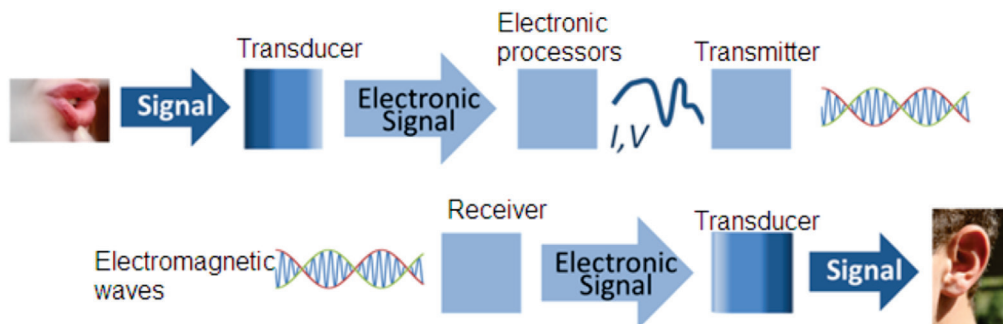 Transducer
Electronic
processors
Transmitter
Signal
Electronic
Signal
I,V
Receiver
Transducer
Electromagnetic
waves
Electronic
Signal
Signal